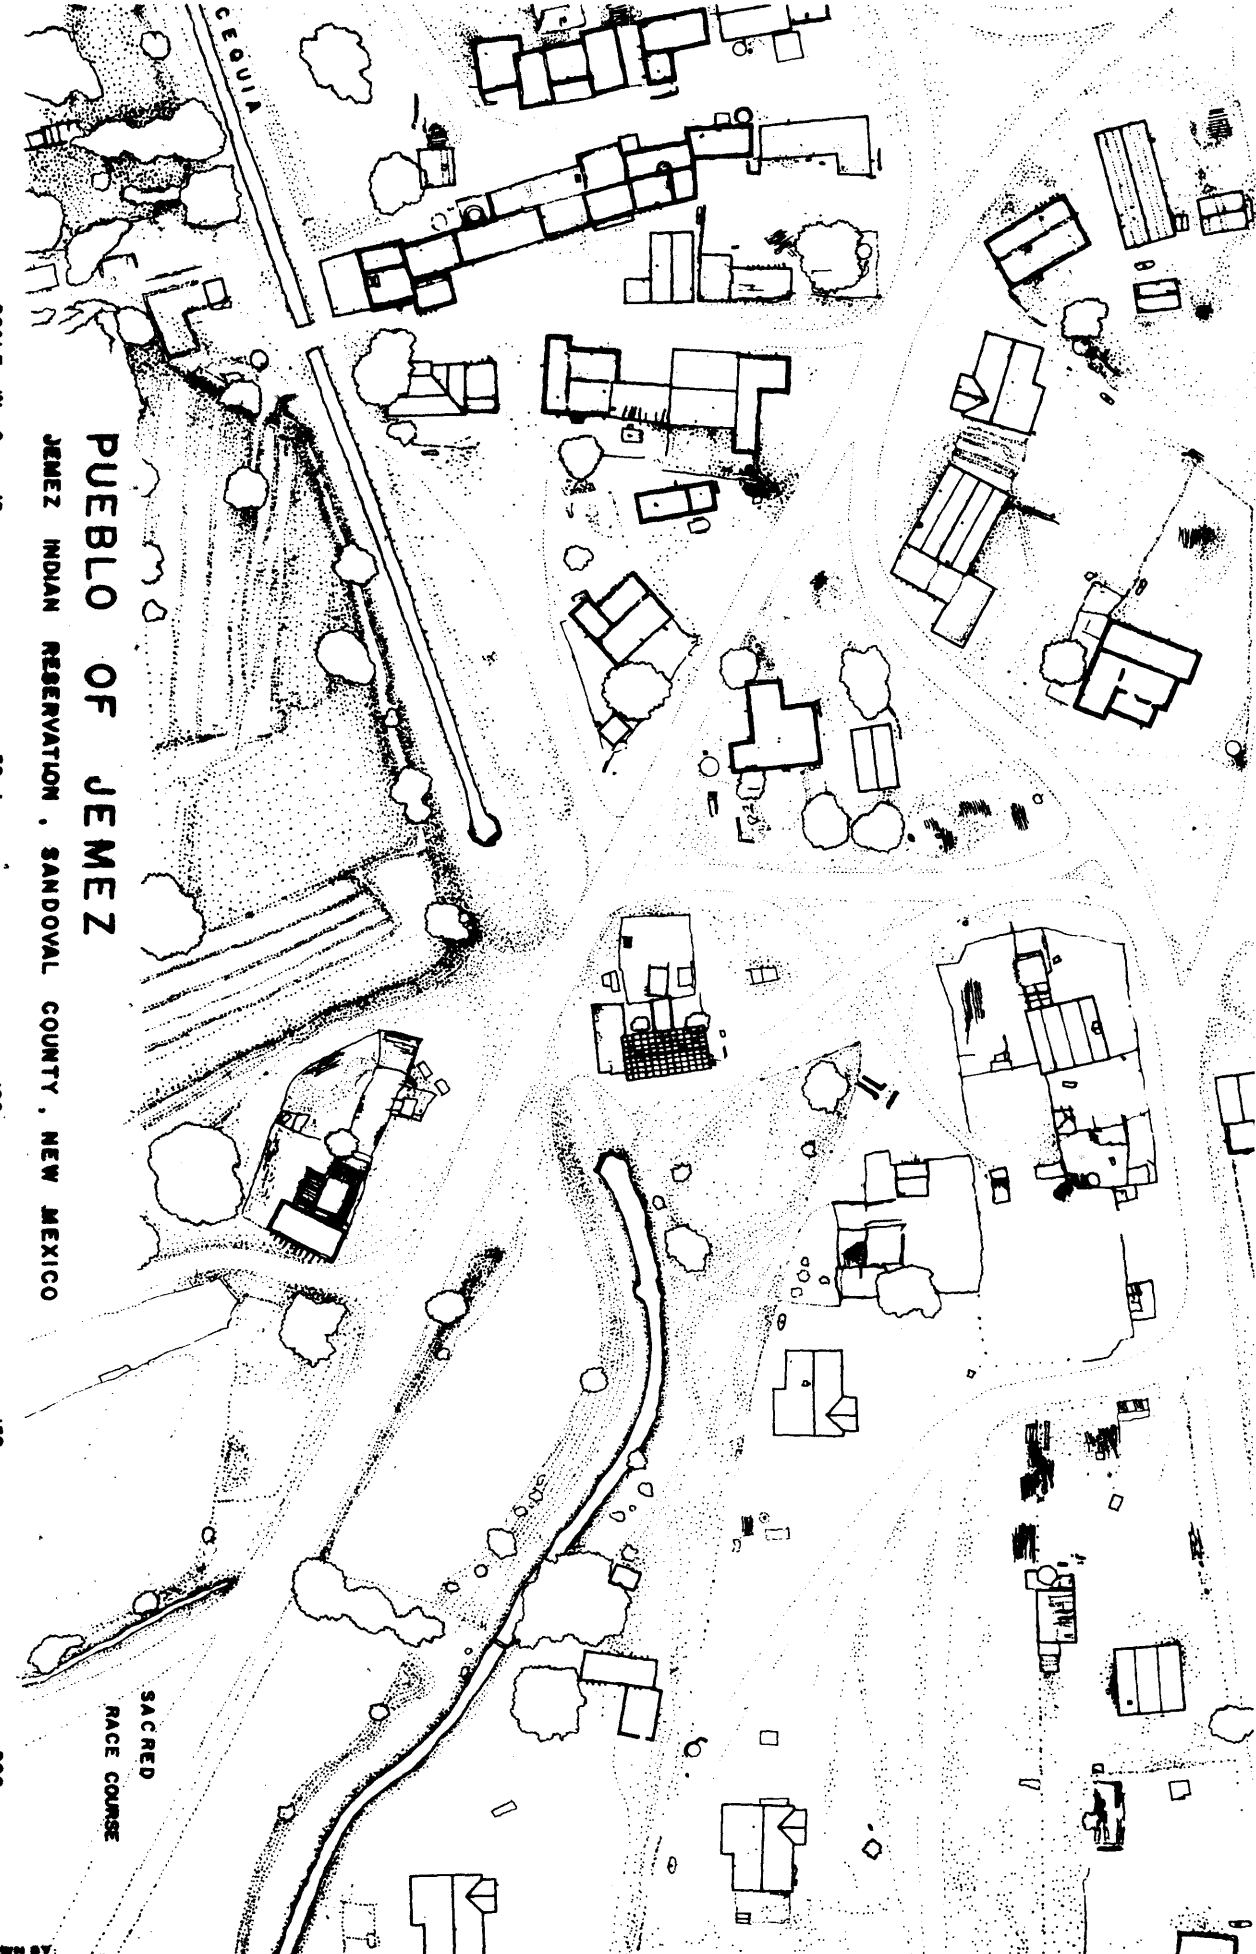 CEQUIA
PUEBLO OF JEMEZ
JEMEZ INDIAN RESERVATION, SANDOVAL COUNTY, NEW MEXICO
SACRED
RACE COURSE